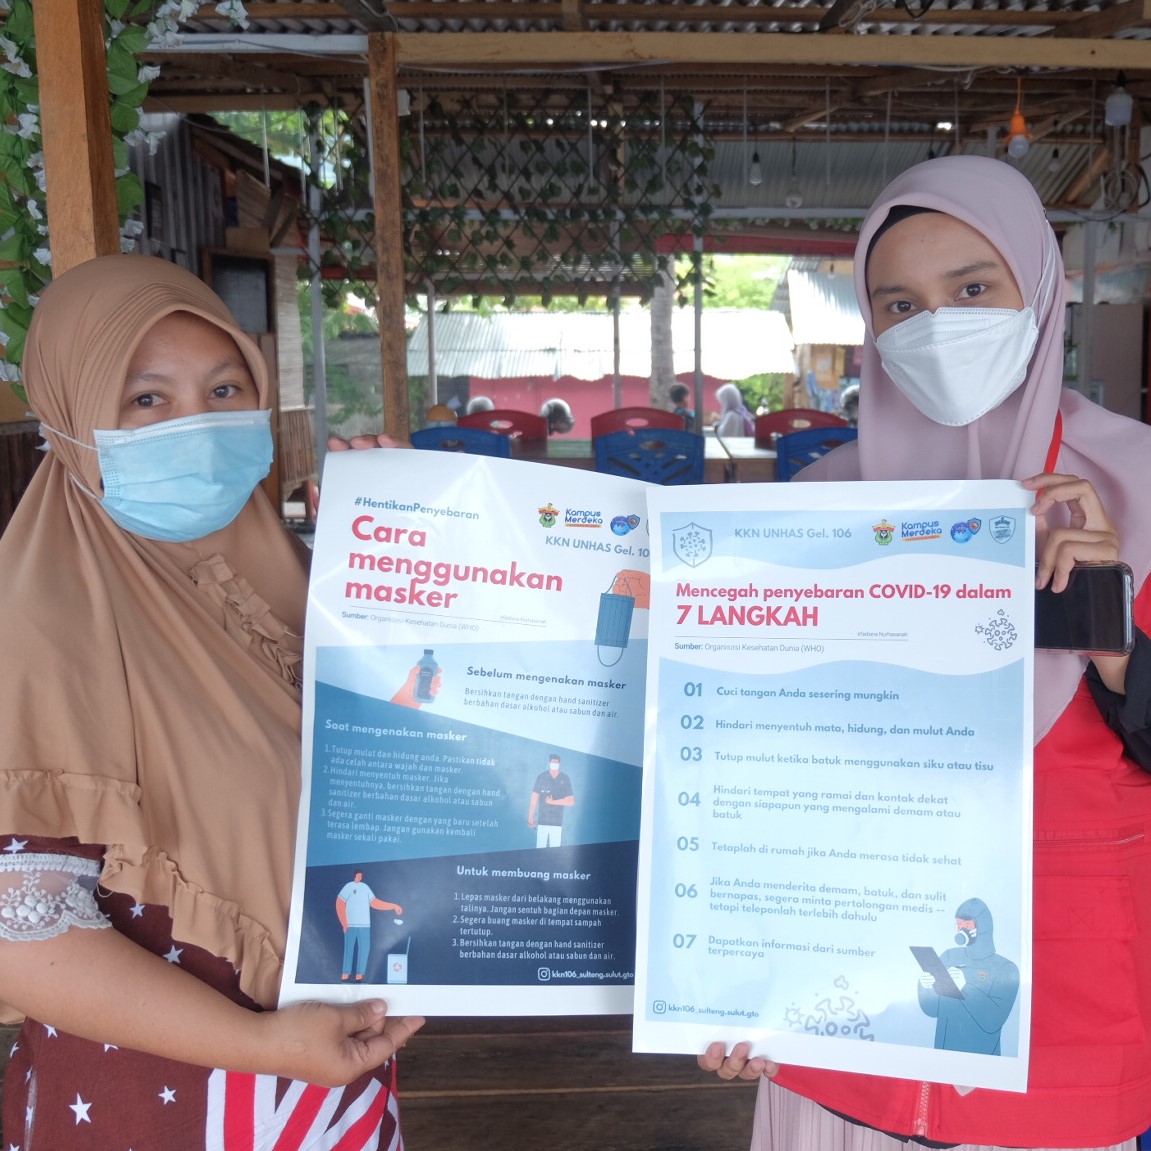 #HentikanPenyebaran
Cara
menggunakan
masker
Kampus
Merdeka
KKN UNHAS Gel. 10
Sumber: Organisasi Kesehatan Dunia (WHO)
Sebelum mengenakan masker
Bersihkan tangan dengan hand sanitizer
berbahan dasar alkohol atau sabun dan air.
Saat mengenakan masker
1. Tutup mulut dan hidung anda. Pastikan tidak
ada celah antara wajah dan masker.
2. Hindari menyentuh masker. Jika
menyentuhnya, bersihkan tangan dengan hand
sanitizer berbahan dasar alkohol atau sabun
dan air.
3. Segera ganti masker dengan yang baru setelah
terasa lembap. Jangan gunakan kembali
masker sekali pakai.
Untuk membuang masker
1. Lepas masker dari belakang menggunakan
talinya. Jangan sentuh bagian depan masker.
2. Segera buang masker di tempat sampah
tertutup.
3. Bersihkan tangan dengan hand sanitizer
berbahan dasar alkohol atau sabun dan air.
kkn106_sulteng.sulut.gto
KKN UNHAS Gel. 106
Kampus
Merdeka
Mencegah penyebaran COVID-19 dalam
7 LANGKAH
Sumber: Organisasi Kesehatan Dunia (WHO)
01 Cuci tangan Anda sesering mungkin
02 Hindari menyentuh mata, hidung, dan mulut Anda
03 Tutup mulut ketika batuk menggunakan siku atau tisu
04 Hindari tempat yang ramai dan kontak dekat
dengan siapapun yang mengalami demam atau
batuk
05 Tetaplah di rumah jika Anda merasa tidak sehat
06 Jika Anda menderita demam, batuk, dan sulit
bernapas, segera minta pertolongan medis --
tetapi teleponlah terlebih dahulu
07 Dapatkan informasi dari sumber
terpercaya
kkn106_sulteng.sulut.gto